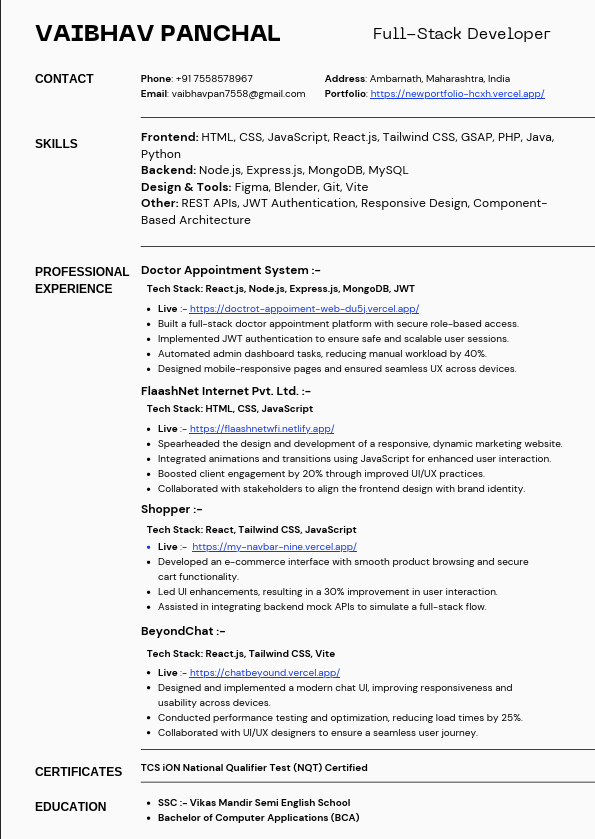 VAIBHAV PANCHAL
Full-Stack Developer
CONTACT
Phone: +91 7558578967
Address: Ambarnath, Maharashtra, India
Email: vaibhavpan7558@gmail.com
Portfolio: https://newportfolio-hcxh.vercel.app/
SKILLS
Frontend: HTML, CSS, JavaScript, React.js, Tailwind CSS, GSAP, PHP, Java,
Python
Backend: Node.js, Express.js, MongoDB, MySQL
Design & Tools: Figma, Blender, Git, Vite
Other: REST APIs, JWT Authentication, Responsive Design, Component-
Based Architecture
PROFESSIONAL
EXPERIENCE
Doctor Appointment System :-
Tech Stack: React.js, Node.js, Express.js, MongoDB, JWT
• Live :- https://doctrot-appoiment-web-du5j.vercel.app/
• Built a full-stack doctor appointment platform with secure role-based access.
• Implemented JWT authentication to ensure safe and scalable user sessions.
• Automated admin dashboard tasks, reducing manual workload by 40%.
• Designed mobile-responsive pages and ensured seamless UX across devices.
FlaashNet Internet Pvt. Ltd. :-
Tech Stack: HTML, CSS, JavaScript
• Live :- https://flaashnetwfi.netlify.app/
• Spearheaded the design and development of a responsive, dynamic marketing website.
• Integrated animations and transitions using JavaScript for enhanced user interaction.
• Boosted client engagement by 20% through improved UI/UX practices.
• Collaborated with stakeholders to align the frontend design with brand identity.
Shopper :-
Tech Stack: React, Tailwind CSS, JavaScript
• Live :- https://my-navbar-nine.vercel.app/
• Developed an e-commerce interface with smooth product browsing and secure
cart functionality.
• Led UI enhancements, resulting in a 30% improvement in user interaction.
• Assisted in integrating backend mock APIs to simulate a full-stack flow.
BeyondChat :-
Tech Stack: React.js, Tailwind CSS, Vite
• Live :- https://chatbeyound.vercel.app/
• Designed and implemented a modern chat UI, improving responsiveness and
usability across devices.
• Conducted performance testing and optimization, reducing load times by 25%.
• Collaborated with UI/UX designers to ensure a seamless user journey.
CERTIFICATES
TCS iON National Qualifier Test (NQT) Certified
EDUCATION
• SSC :- Vikas Mandir Semi English School
• Bachelor of Computer Applications (BCA)